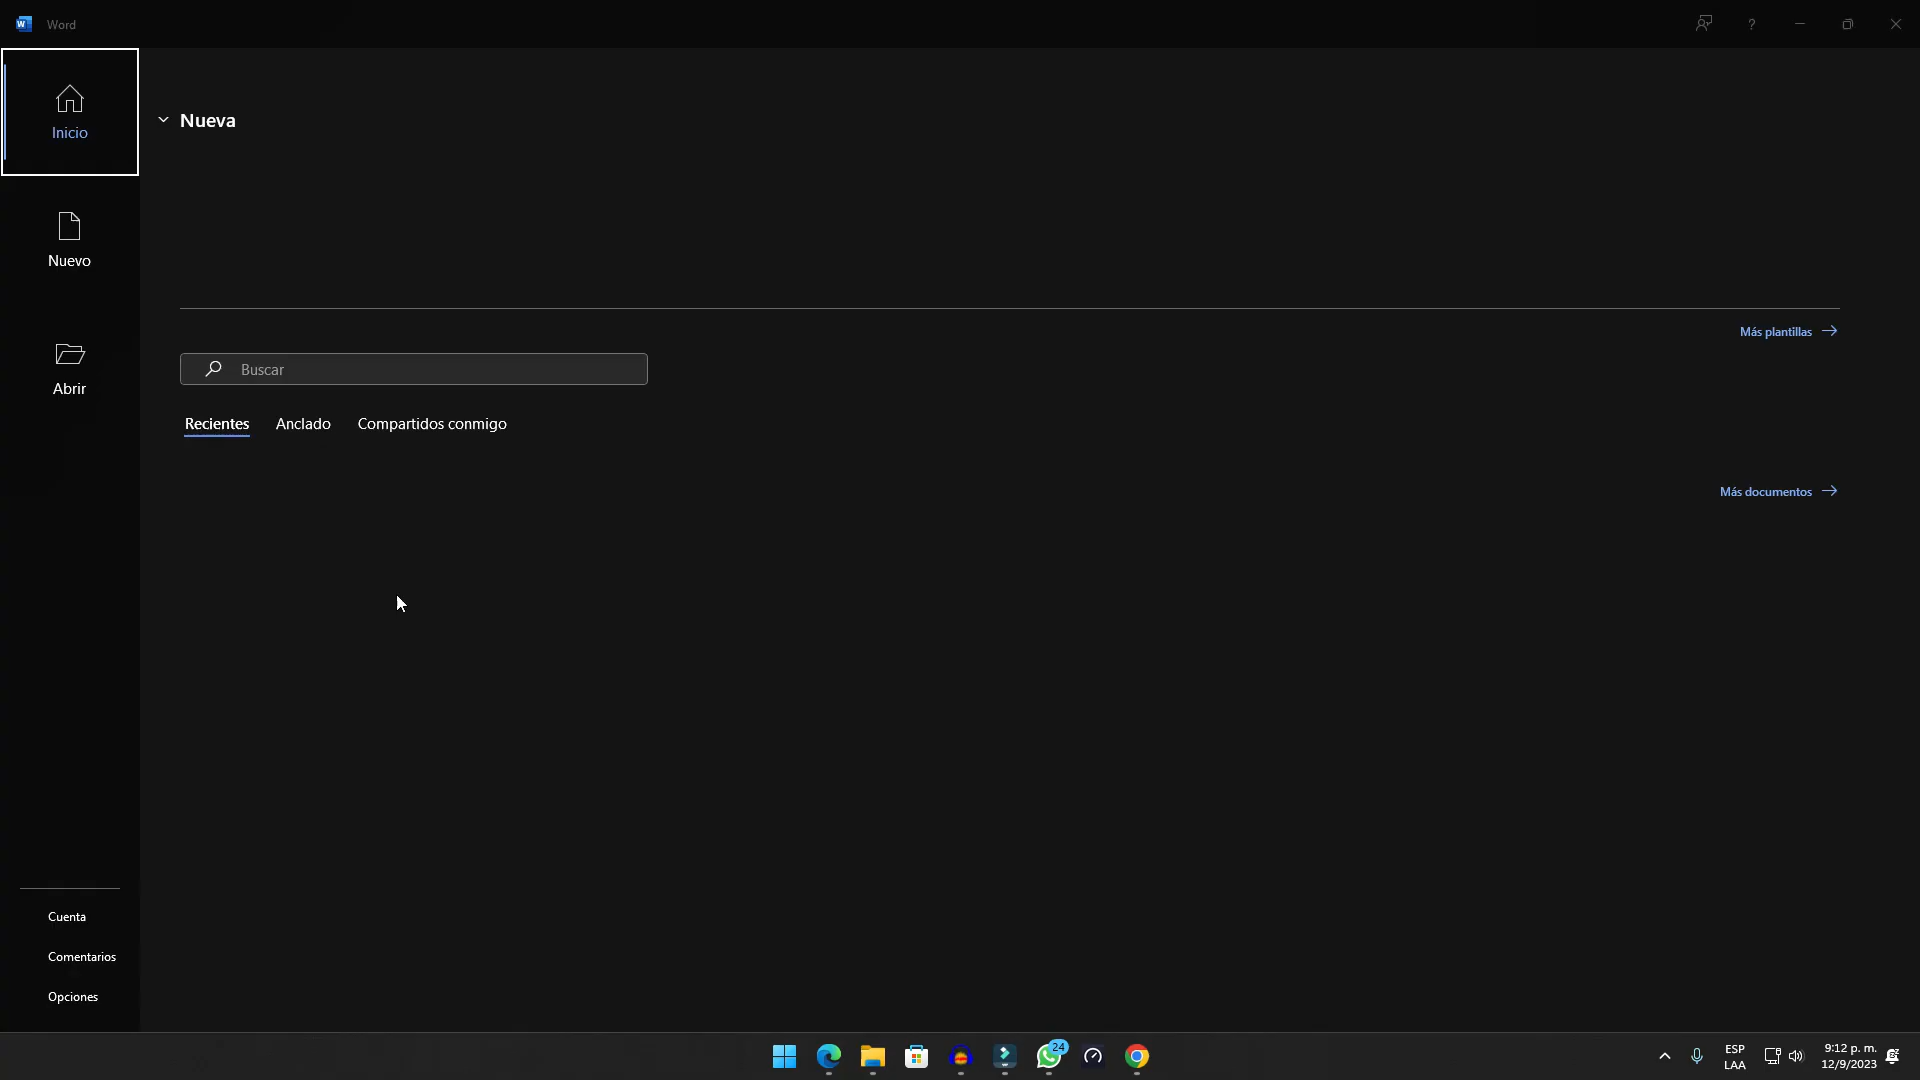 Word
?
Inicio
Nueva
Nuevo
Más plantillas
Buscar
Abrir
Recientes Anclado Compartidos conmigo
Más documentos
Cuenta
Comentarios
Opciones
24
ESP
LAA
9:12 p. m.
12/9/2023